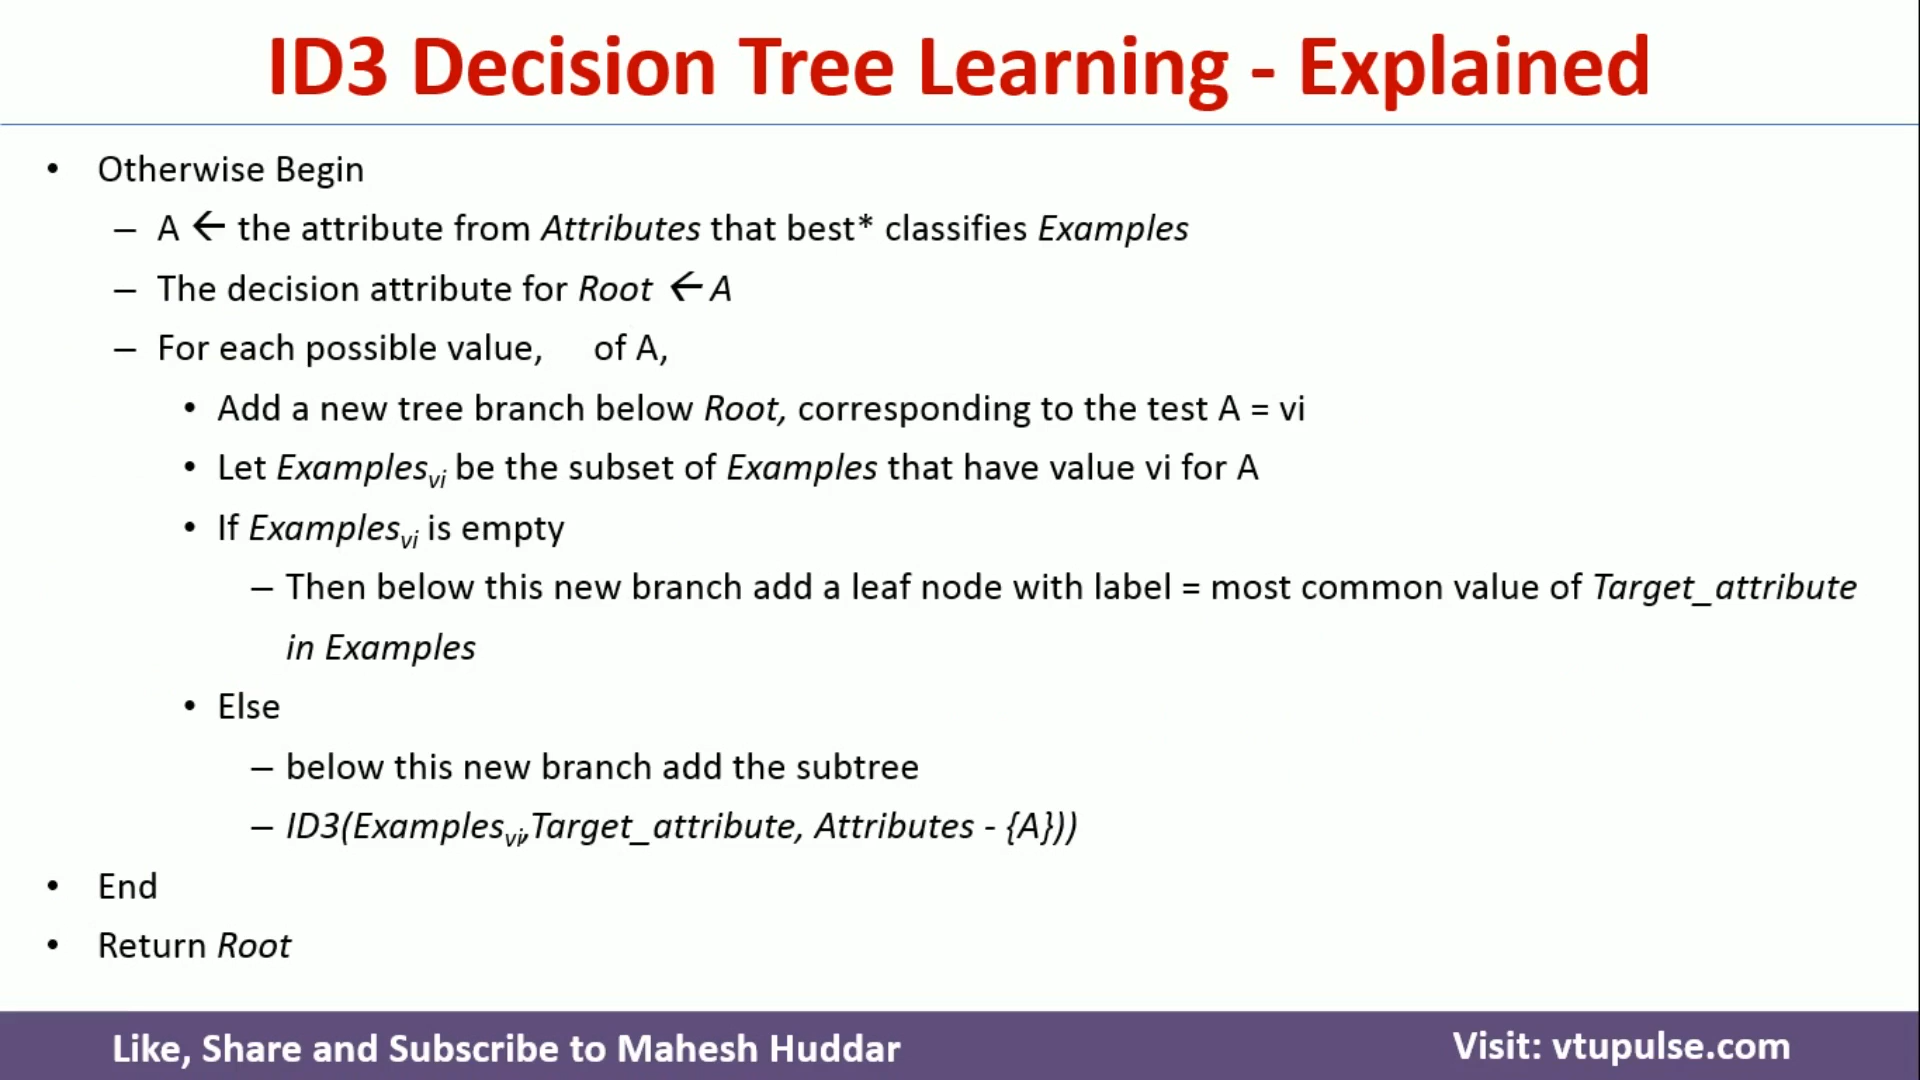 ID3 Decision Tree Learning - Explained
• Otherwise Begin
– A ← the attribute from Attributes that best* classifies Examples
– The decision attribute for Root ← A
– For each possible value, of A,
• Add a new tree branch below Root, corresponding to the test A = vi
• Let Examplesvi be the subset of Examples that have value vi for A
• If Examplesvi is empty
– Then below this new branch add a leaf node with label = most common value of Target_attribute
in Examples
• Else
– below this new branch add the subtree
– ID3(Examplesvi,Target_attribute, Attributes - {A}))
• End
• Return Root
Like, Share and Subscribe to Mahesh Huddar
Visit: vtupulse.com